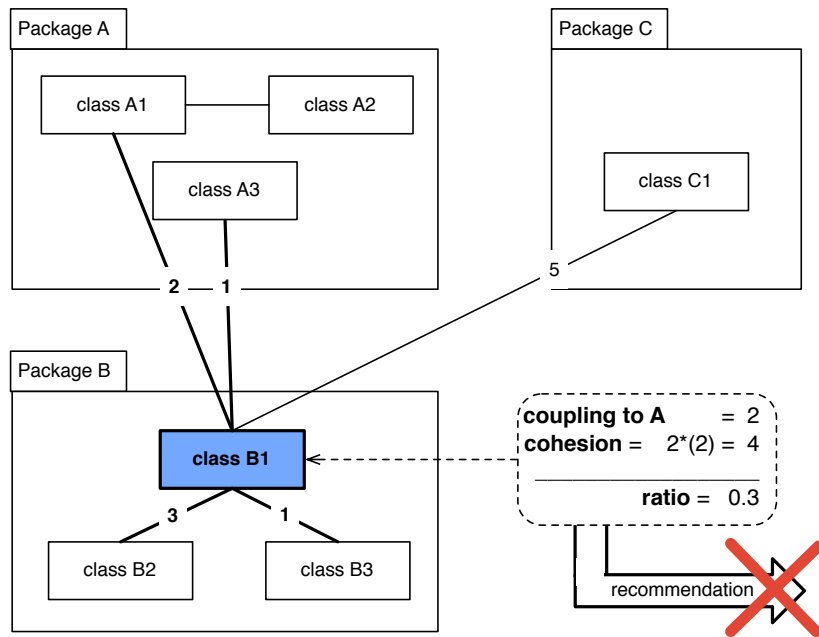 Package A
Package C
class A1
class A2
class A3
class C1
5
2
1
Package B
coupling to A = 2
cohesion = 2*(2) = 4
class B1
ratio = 0.3
3
1
class B2
class B3
recommendation